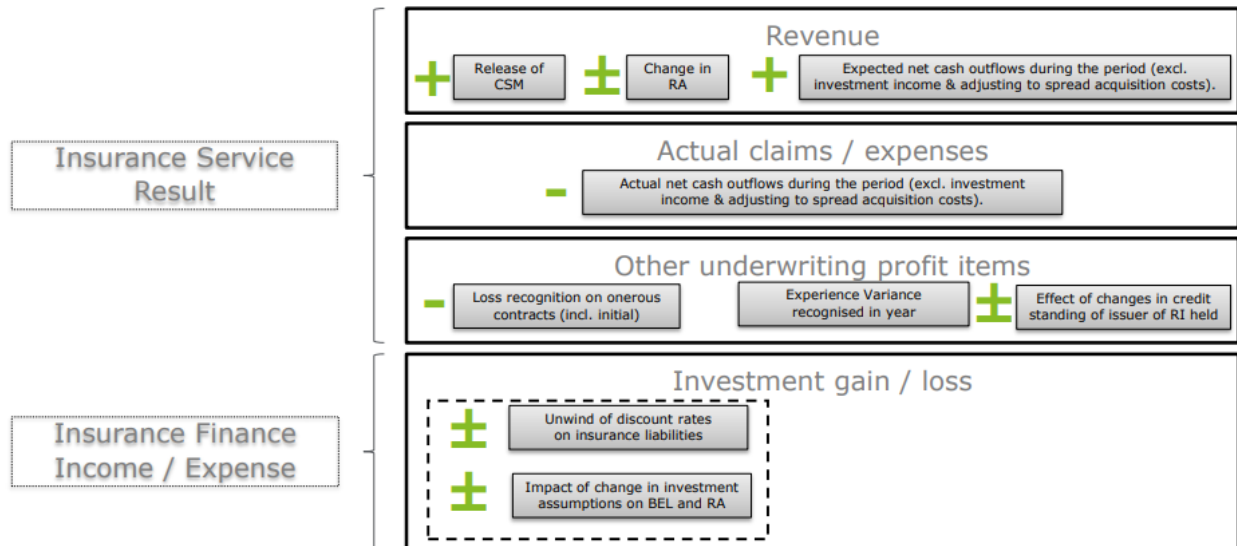 Revenue
+
Release of
CSM
±
Change in
RA
+
Expected net cash outflows during the period (excl.
investment income & adjusting to spread acquisition costs).
Insurance Service
Result
Actual claims / expenses
-
Actual net cash outflows during the period (excl. investment
income & adjusting to spread acquisition costs).
Other underwriting profit items
-
Loss recognition on onerous
contracts (incl. initial)
Experience Variance
recognised in year
±
Effect of changes in credit
standing of issuer of RI held
Insurance Finance
Income / Expense
Investment gain / loss
±
Unwind of discount rates
on insurance liabilities
±
Impact of change in investment
assumptions on BEL and RA